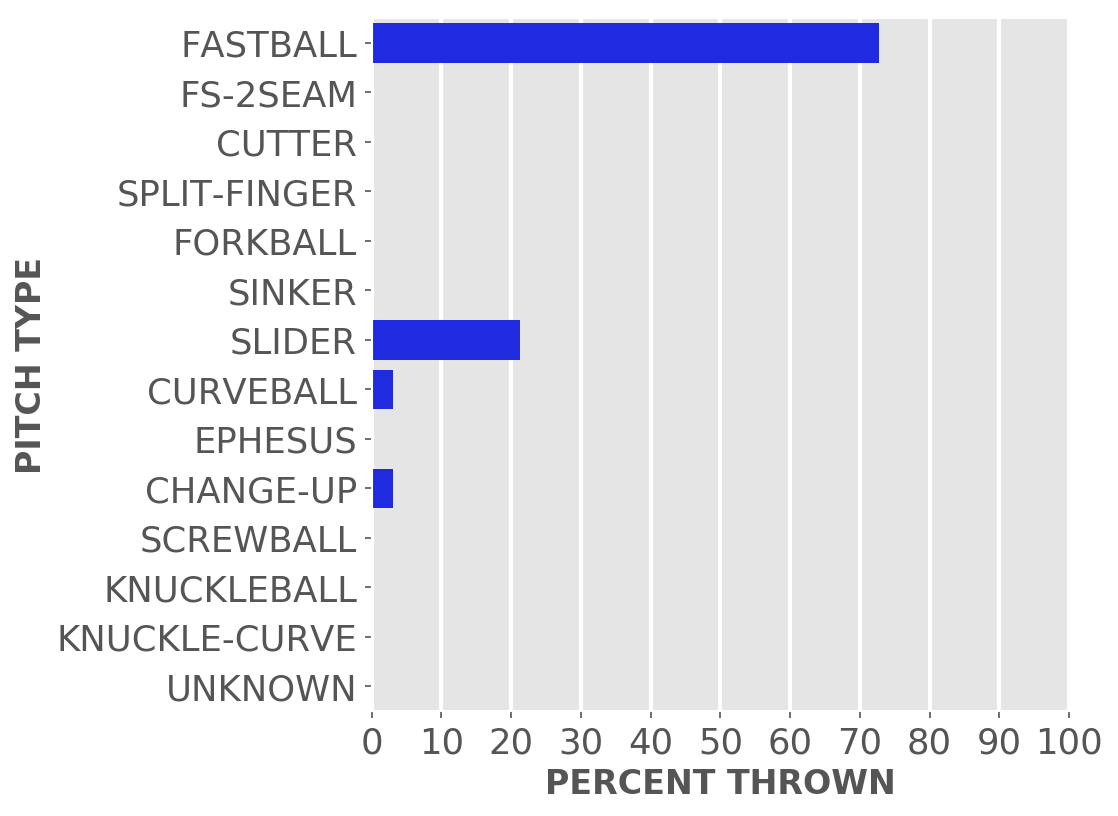 FASTBALL
FS-2SEAM
CUTTER
SPLIT-FINGER
FORKBALL
SINKER
SLIDER
CURVEBALL
EPHESUS
CHANGE-UP
SCREWBALL
KNUCKLEBALL
KNUCKLE-CURVE
UNKNOWN
PITCH TYPE
0 10 20 30 40 50 60 70 80 90 100
PERCENT THROWN